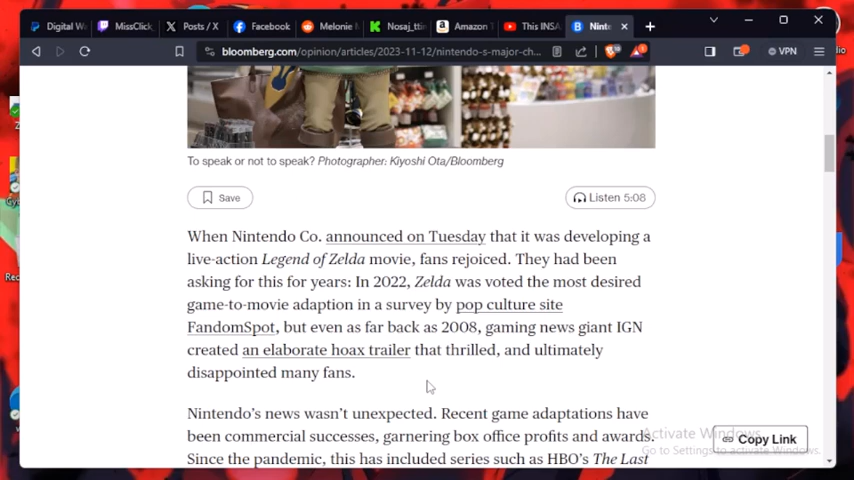 Digital W
MissClick
Posts / X
Facebook
Melonie M
Nosaj_ttv
Amazon
This INSA
Ninte
bloomberg.com/opinion/articles/2023-11-12/nintendo-s-major-ch...
VPN
To speak or not to speak? Photographer: Kiyoshi Ota/Bloomberg
Save
Listen 5:08
When Nintendo Co. announced on Tuesday that it was developing a
live-action Legend of Zelda movie, fans rejoiced. They had been
asking for this for years: In 2022, Zelda was voted the most desired
game-to-movie adaption in a survey by pop culture site
FandomSpot, but even as far back as 2008, gaming news giant IGN
created an elaborate hoax trailer that thrilled, and ultimately
disappointed many fans.
Nintendo's news wasn't unexpected. Recent game adaptations have
been commercial successes, garnering box office profits and awards.
Since the pandemic, this has included series such as HBO's The Last
Copy Link
Activate Windows
Go to Settings to activate Windows.